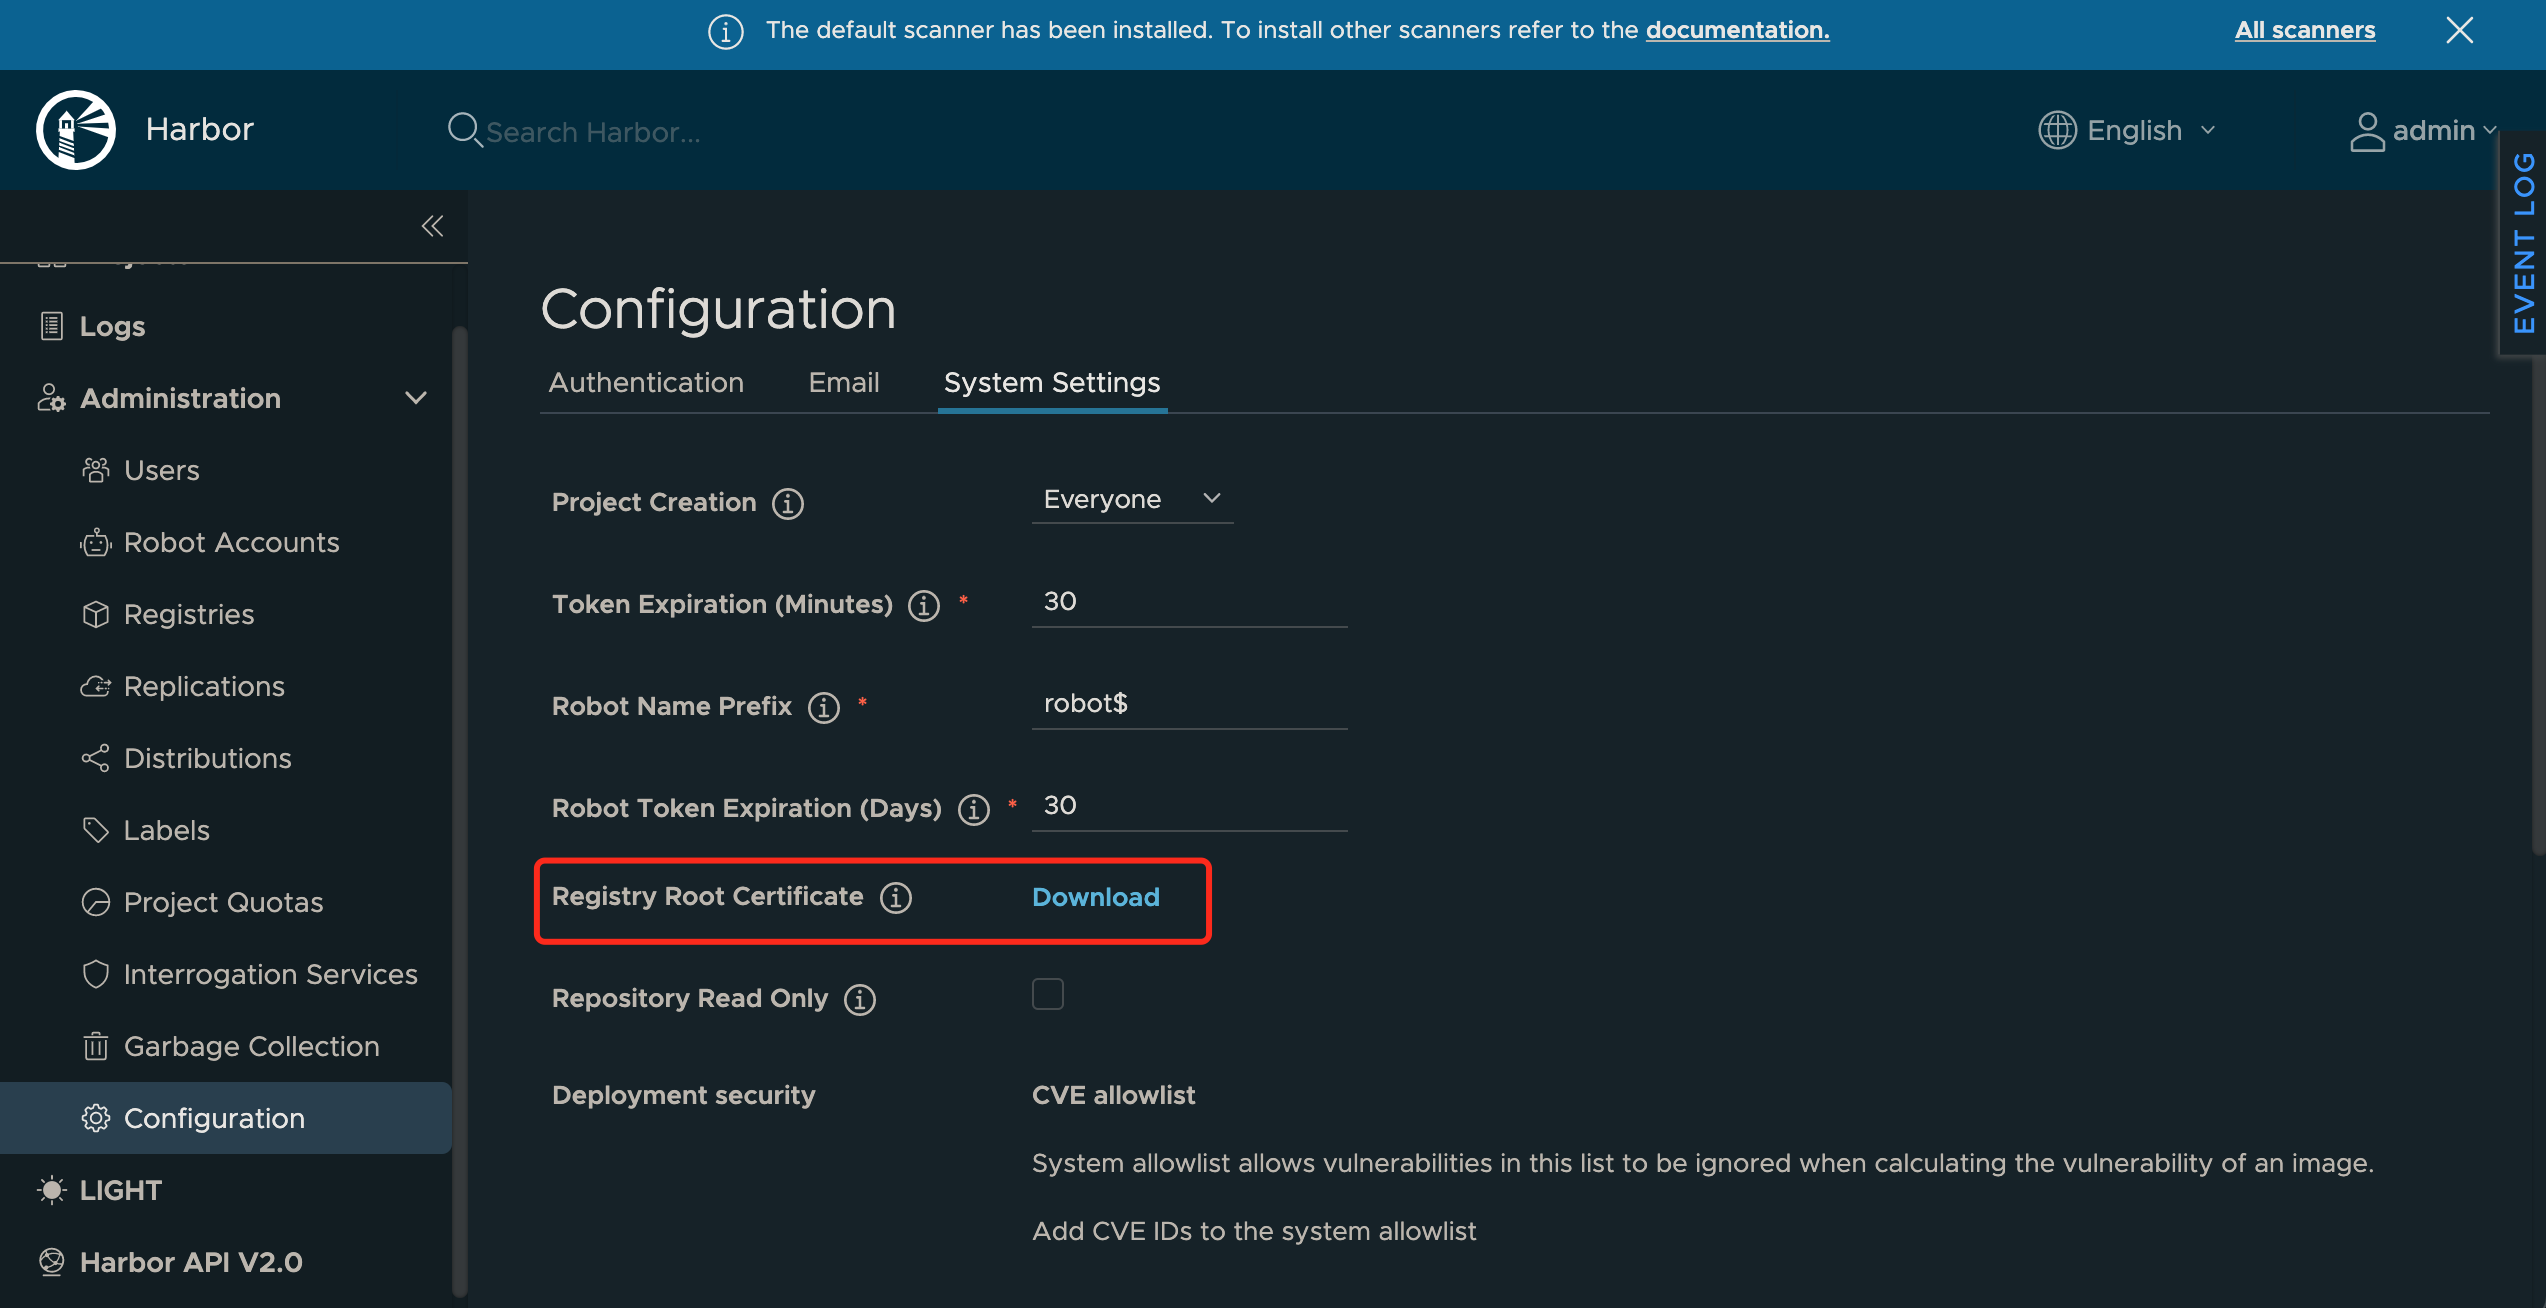 The default scanner has been installed. To install other scanners refer to the documentation.
All scanners
Harbor
Search Harbor...
English
admin
EVENT LOG
Logs
Administration
Users
Robot Accounts
Registries
Replications
Distributions
Labels
Project Quotas
Interrogation Services
Garbage Collection
Configuration
LIGHT
Harbor API V2.0
Configuration
Authentication
Email
System Settings
Project Creation
Everyone
Token Expiration (Minutes) *
30
Robot Name Prefix *
robot$
Robot Token Expiration (Days) *
30
Registry Root Certificate
Download
Repository Read Only
Deployment security
CVE allowlist
System allowlist allows vulnerabilities in this list to be ignored when calculating the vulnerability of an image.
Add CVE IDs to the system allowlist